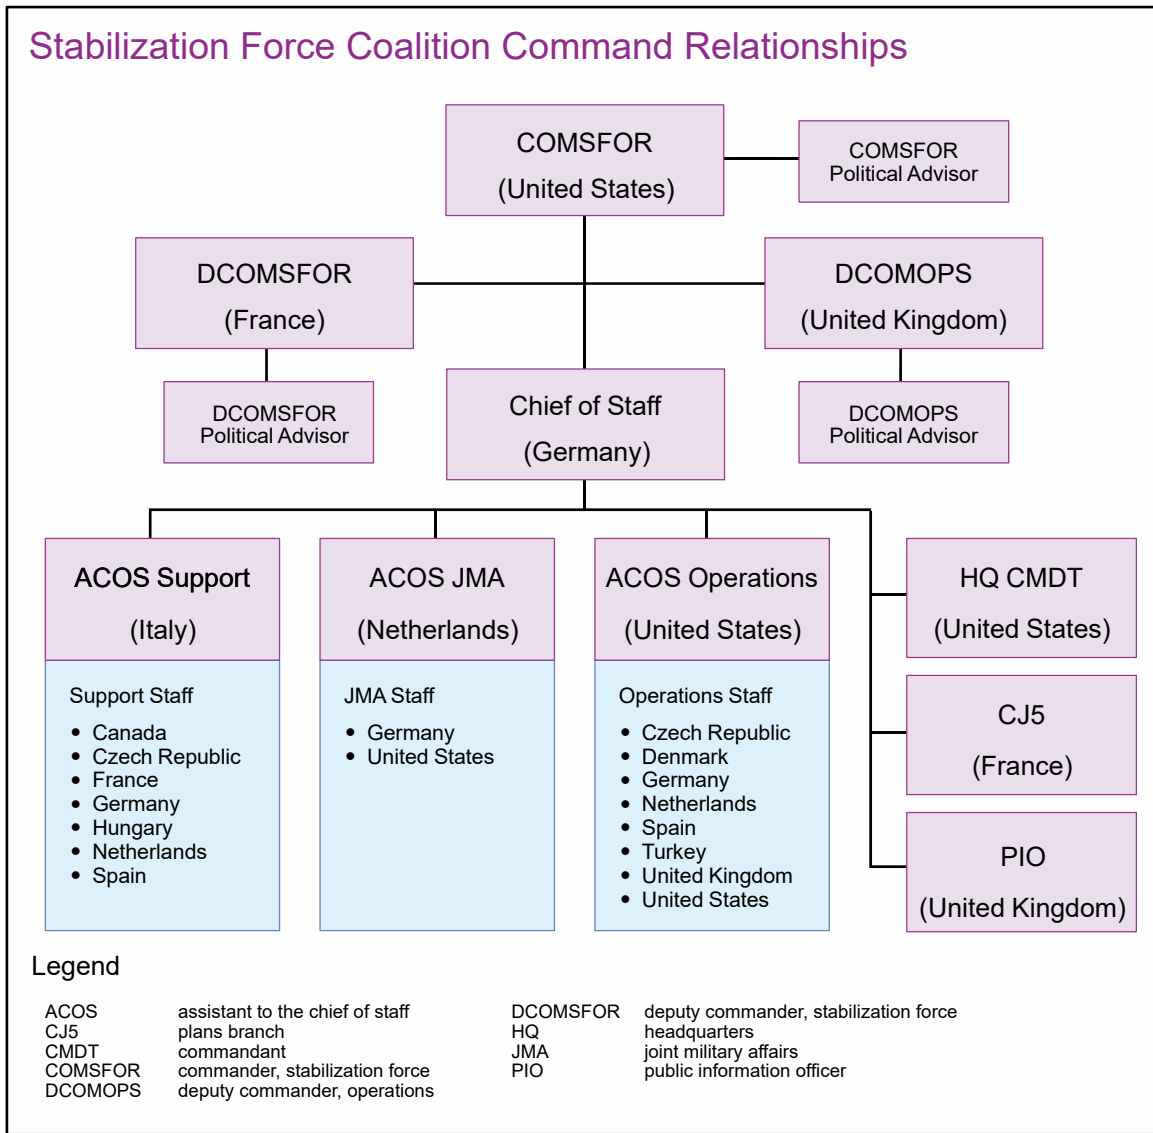 Stabilization Force Coalition Command Relationships
COMSFOR
(United States)
COMSFOR
Political Advisor
DCOMSFOR
(France)
DCOMOPS
(United Kingdom)
DCOMSFOR
Political Advisor
Chief of Staff
(Germany)
DCOMOPS
Political Advisor
ACOS Support
(Italy)
Support Staff
• Canada
• Czech Republic
• France
• Germany
• Hungary
• Netherlands
• Spain
ACOS JMA
(Netherlands)
JMA Staff
• Germany
• United States
ACOS Operations
(United States)
Operations Staff
• Czech Republic
• Denmark
• Germany
• Netherlands
• Spain
• Turkey
• United Kingdom
• United States
HQ CMDT
(United States)
CJ5
(France)
PIO
(United Kingdom)
Legend
ACOS assistant to the chief of staff
CJ5 plans branch
CMDT commandant
COMSFOR commander, stabilization force
DCOMOPS deputy commander, operations
DCOMSFOR deputy commander, stabilization force
HQ headquarters
JMA joint military affairs
PIO public information officer